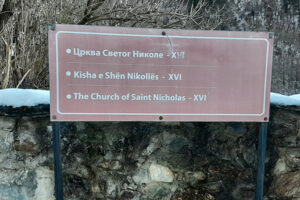 • Црква Светог Николе - XVI
• Kisha e Shën Nikollës - XVI
• The Church of Saint Nicholas - XVI